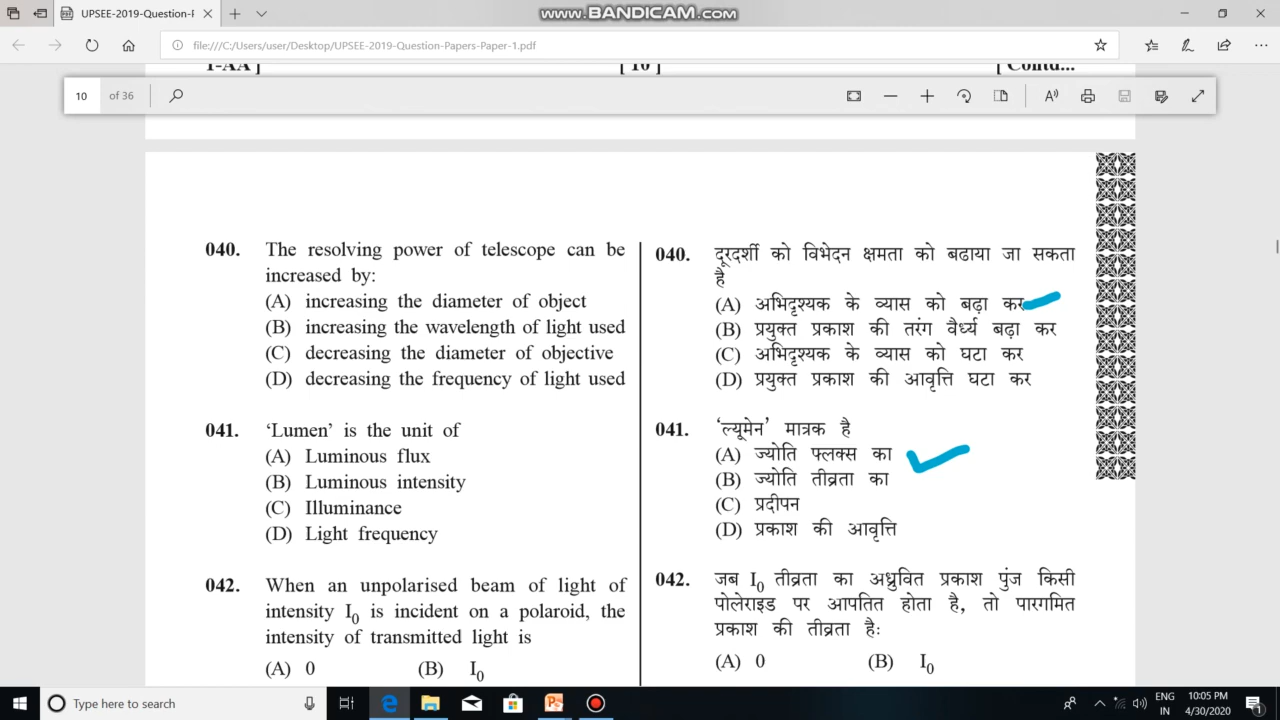 UPSEE-2019-Question-F
www.BANDICAM.com
file:///C:/Users/user/Desktop/UPSEE-2019-Question-Papers-Paper-1.pdf
1-AA ]
[ 10 ]
[ Contd...
10
of 36
040. The resolving power of telescope can be
increased by:
(A) increasing the diameter of object
(B) increasing the wavelength of light used
(C) decreasing the diameter of objective
(D) decreasing the frequency of light used
041. ‘Lumen’ is the unit of
(A) Luminous flux
(B) Luminous intensity
(C) Illuminance
(D) Light frequency
042. When an unpolarised beam of light of
intensity I0 is incident on a polaroid, the
intensity of transmitted light is
(A) 0 (B) I0
040. दूरदर्शी को विभेदन क्षमता को बढाया जा सकता
है
(A) अभिदृश्यक के व्यास को बढ़ा कर
(B) प्रयुक्त प्रकाश की तरंग वैर्ध्य बढ़ा कर
(C) अभिदृश्यक के व्यास को घटा कर
(D) प्रयुक्त प्रकाश की आवृत्ति घटा कर
041. ‘ल्यूमेन’ मात्रक है
(A) ज्योति फ्लक्स का
(B) ज्योति तीव्रता का
(C) प्रदीपन
(D) प्रकाश की आवृत्ति
042. जब I0 तीव्रता का अध्रुवित प्रकाश पुंज किसी
पोलेराइड पर आपतित होता है, तो पारगमित
प्रकाश की तीव्रता है:
(A) 0 (B) I0
Type here to search
ENG
IN
10:05 PM
4/30/2020